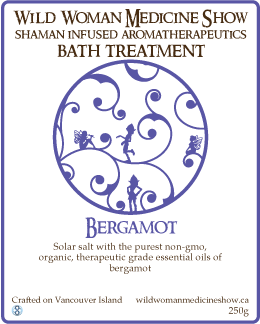 Wild Woman Medicine Show
Shaman Infused Aromatherapeutics
Bath Treatment
Bergamot
Solar salt with the purest non-gmo,
organic, therapeutic grade essential oils of
bergamot
Crafted on Vancouver Island wildwomanmedicineshow.ca
250g